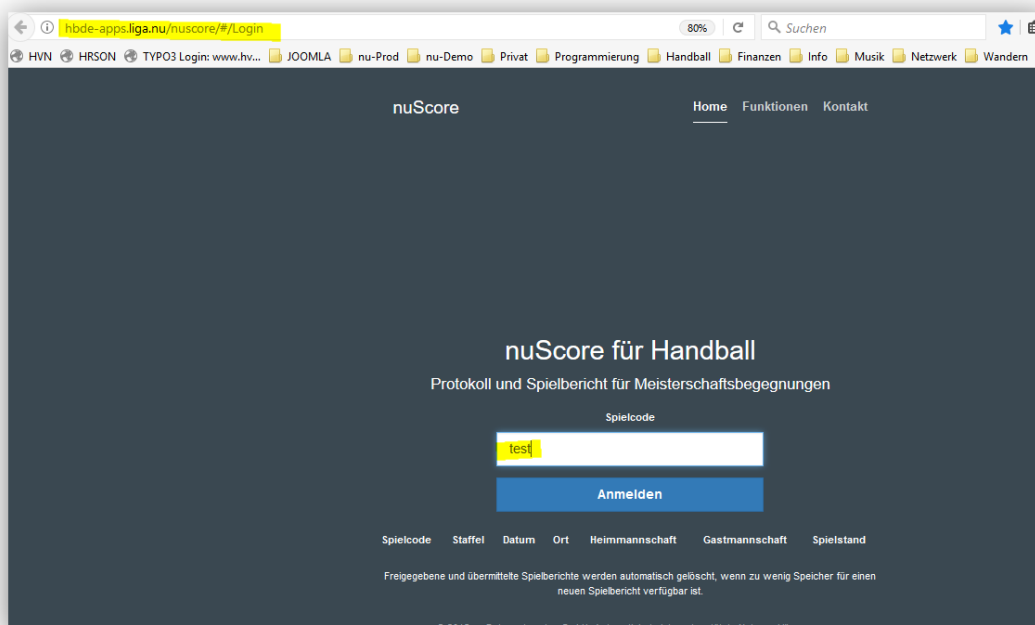 hbde-apps.liga.nu/nuscore/#/Login 80% Suchen
HVN HRSON TYPO3 Login: www.hv... JOOMLA nu-Prod nu-Demo Privat Programmierung Handball Finanzen Info Musik Netzwerk Wandern
nuScore Home Funktionen Kontakt
nuScore für Handball
Protokoll und Spielbericht für Meisterschaftsbegegnungen
Spielcode
test
Anmelden
Spielcode Staffel Datum Ort Heimmannschaft Gastmannschaft Spielstand
Freigegebene und übermittelte Spielberichte werden automatisch gelöscht, wenn zu wenig Speicher für einen
neuen Spielbericht verfügbar ist.